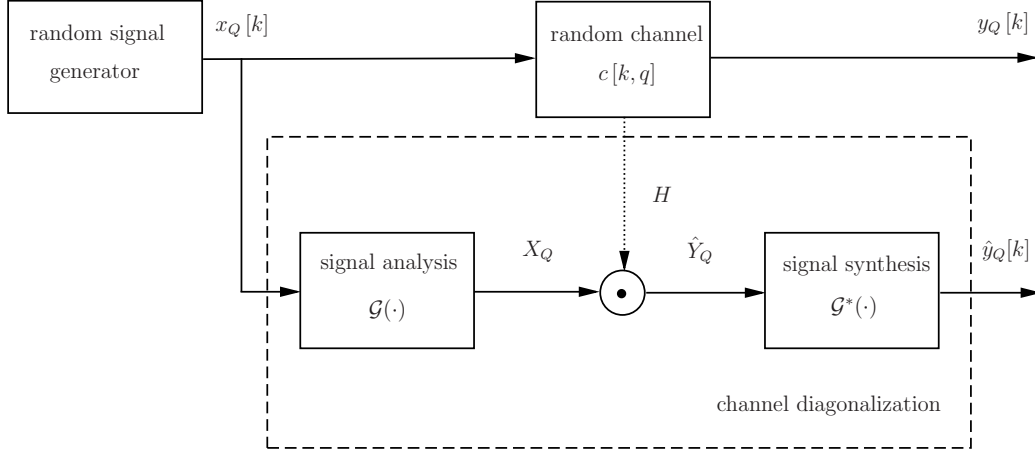 random signal
generator
x_Q [k]
random channel
c [k, q]
y_Q [k]
H
signal analysis
𝒢(·)
X_Q
Ŷ_Q
signal synthesis
𝒢*(·)
ŷ_Q[k]
channel diagonalization